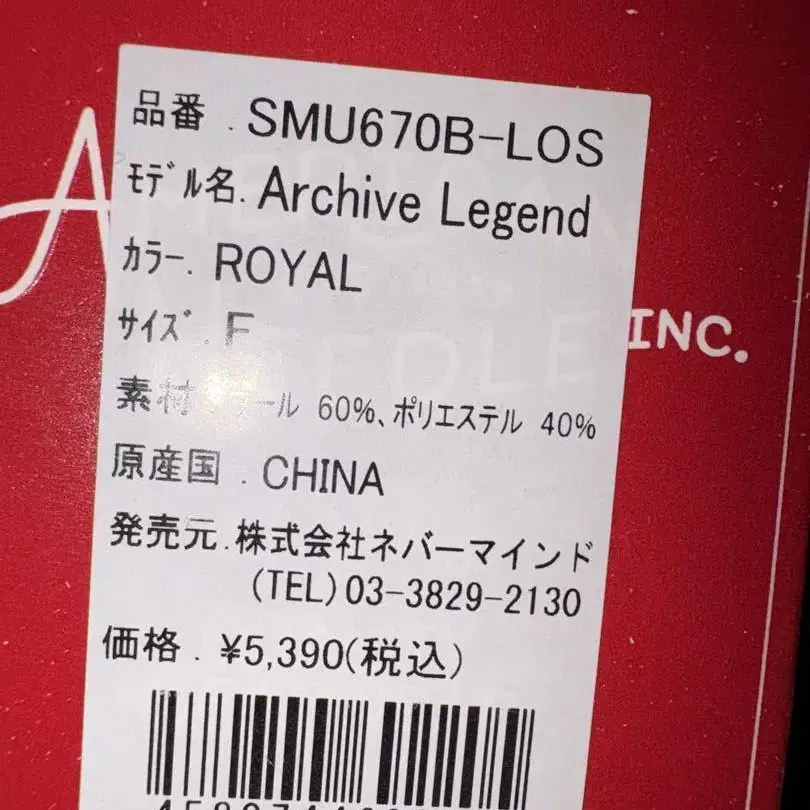 品番 . SMU670B-LOS
モデル名. Archive Legend
カラー. ROYAL
サイズ . F
素材 ール 60%、ポリエステル 40%
原産国 . CHINA
発売元. 株式会社ネバーマインド
(TEL) 03-3829-2130
価格 . ¥5,390(税込)
INC.